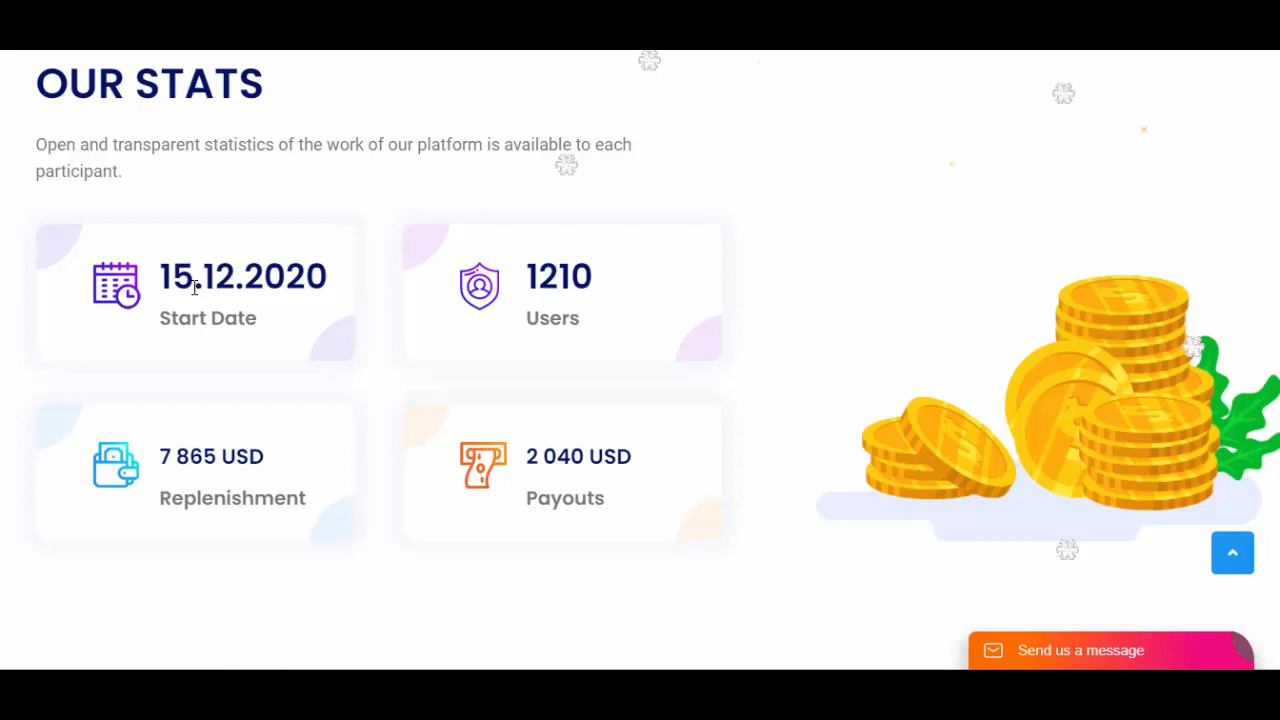 OUR STATS
Open and transparent statistics of the work of our platform is available to each
participant.
15.12.2020
Start Date
1210
Users
7 865 USD
Replenishment
2 040 USD
Payouts
Send us a message